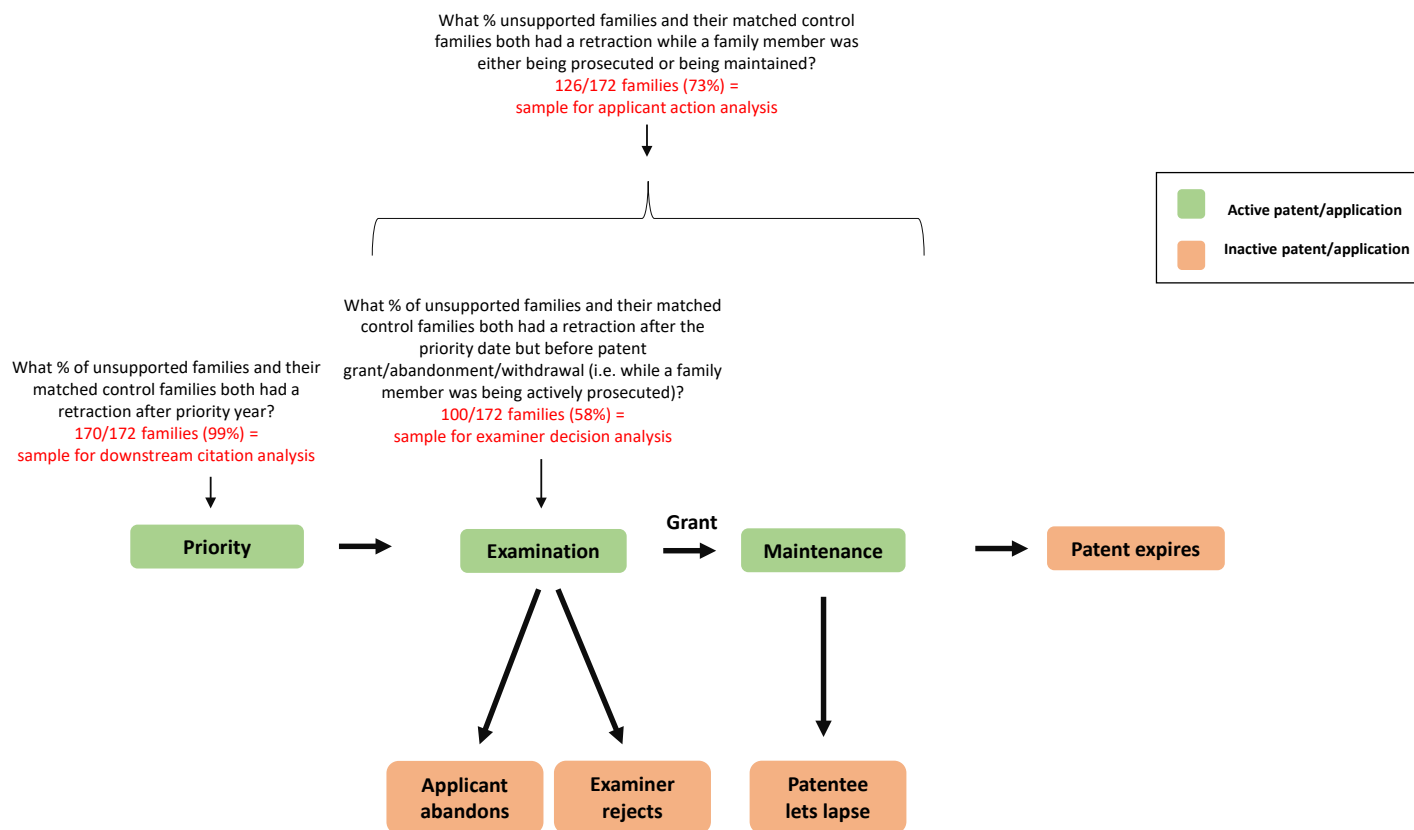 What % unsupported families and their matched control
families both had a retraction while a family member was
either being prosecuted or being maintained?
126/172 families (73%) =
sample for applicant action analysis
Active patent/application
Inactive patent/application
What % of unsupported families and their matched
control families both had a retraction after the
priority date but before patent
grant/abandonment/withdrawal (i.e. while a family
member was being actively prosecuted)?
100/172 families (58%) =
sample for examiner decision analysis
What % of unsupported families and their
matched control families both had a
retraction after priority year?
170/172 families (99%) =
sample for downstream citation analysis
Priority
Examination
Grant
Maintenance
Patent expires
Applicant
abandons
Examiner
rejects
Patentee
lets lapse